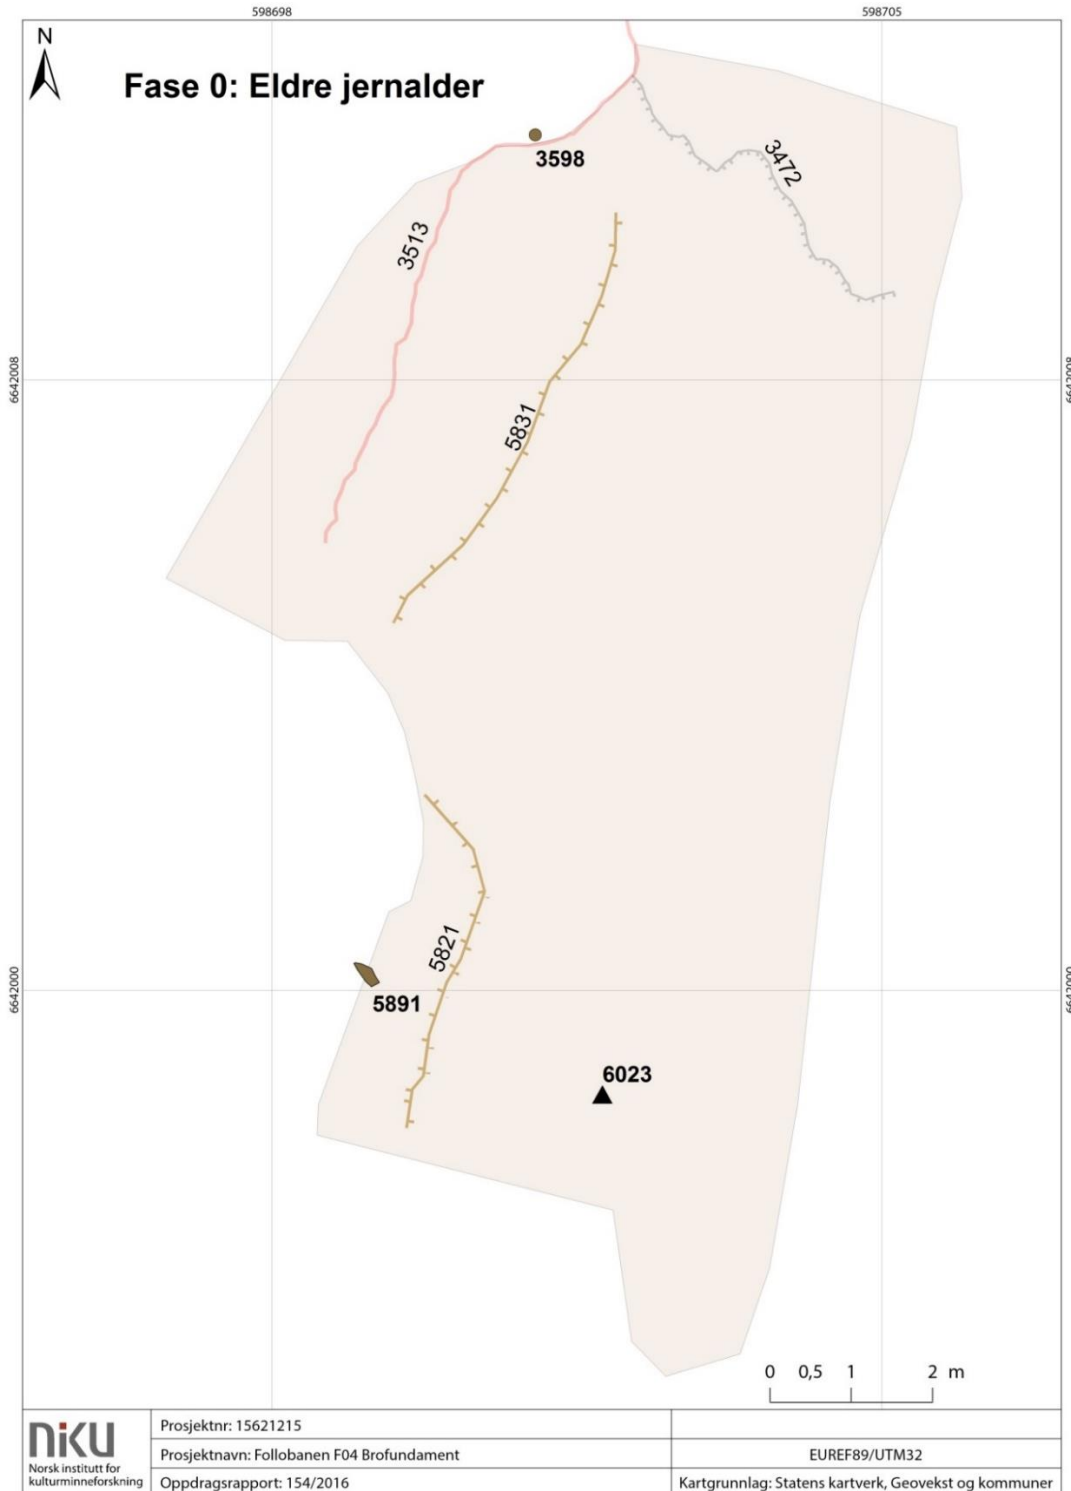 598698
598705
N
Fase 0: Eldre jernalder
3598
3472
3513
6642008
6642008
5831
5821
5891
6642000
6642000
6023
0 0,5 1 2 m
niku
Norsk institutt for
kulturminneforskning
Prosjektnr: 15621215
Prosjektnavn: Follobanen F04 Brofundament
EUREF89/UTM32
Oppdragsrapport: 154/2016
Kartgrunnlag: Statens kartverk, Geovekst og kommuner